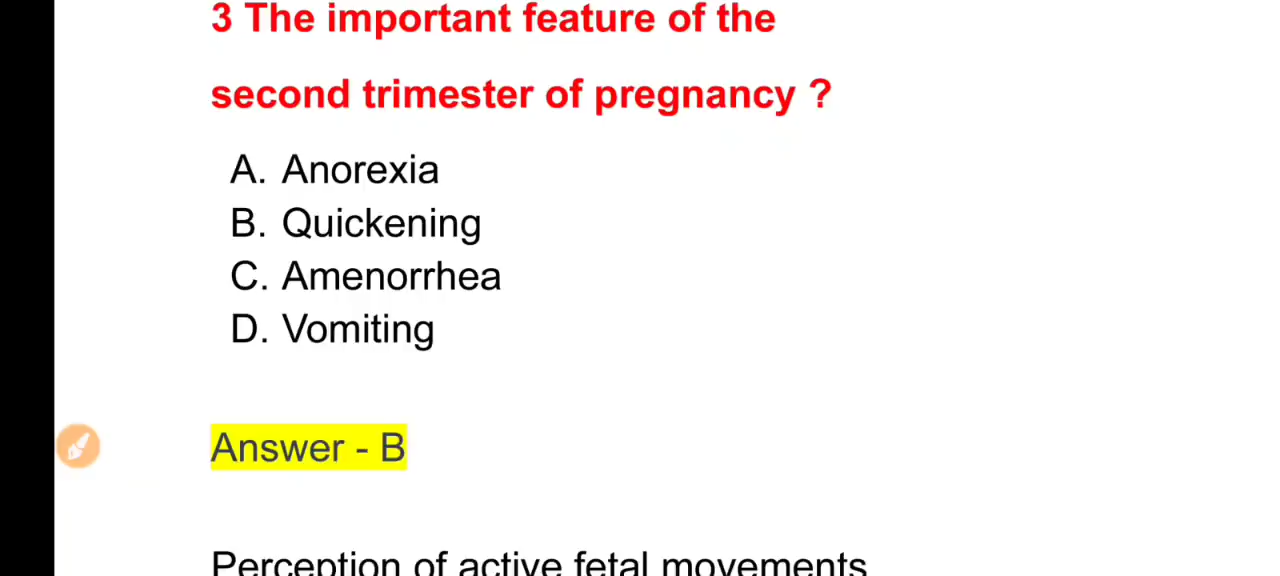 3 The important feature of the
second trimester of pregnancy ?
A. Anorexia
B. Quickening
C. Amenorrhea
D. Vomiting
Answer - B
Perception of active fetal movements